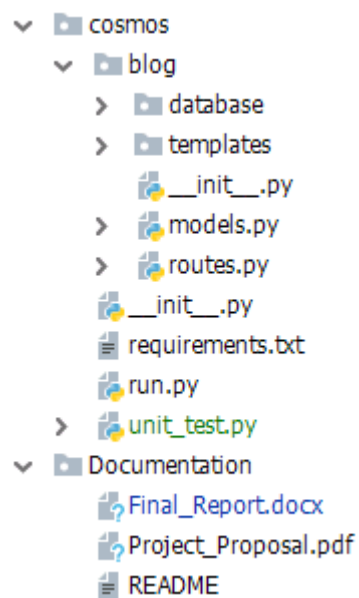 cosmos
blog
database
templates
__init__.py
models.py
routes.py
__init__.py
requirements.txt
run.py
unit_test.py
Documentation
Final_Report.docx
Project_Proposal.pdf
README